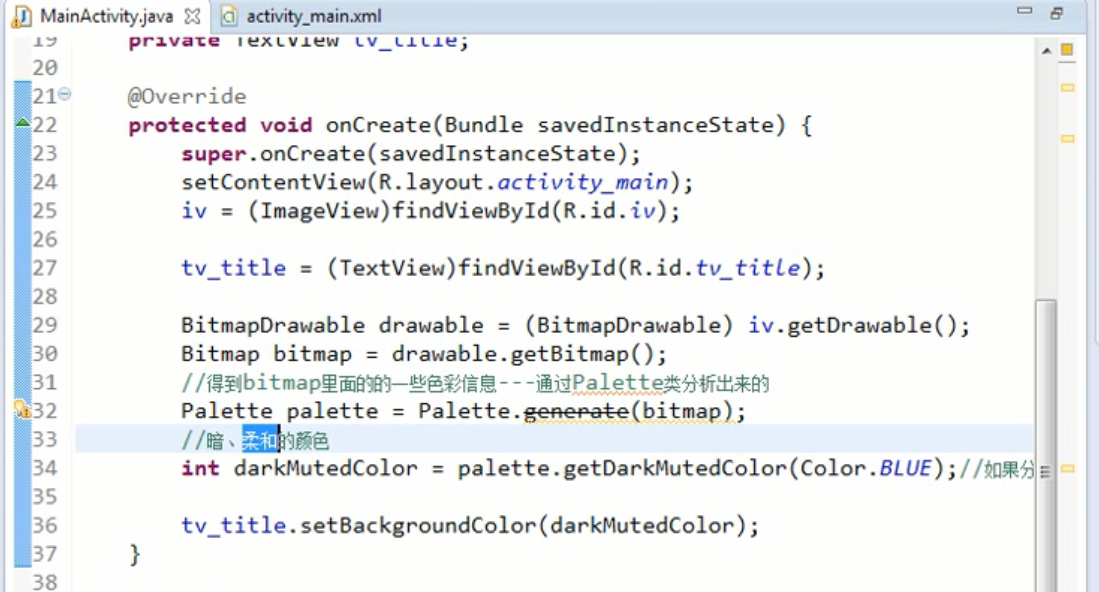 MainActivity.java activity_main.xml
19 private TextView tv_title;
20
21 @Override
22 protected void onCreate(Bundle savedInstanceState) {
23 super.onCreate(savedInstanceState);
24 setContentView(R.layout.activity_main);
25 iv = (ImageView)findViewById(R.id.iv);
26
27 tv_title = (TextView)findViewById(R.id.tv_title);
28
29 BitmapDrawable drawable = (BitmapDrawable) iv.getDrawable();
30 Bitmap bitmap = drawable.getBitmap();
31 //得到bitmap里面的的一些色彩信息---通过Palette类分析出来的
32 Palette palette = Palette.generate(bitmap);
33 //暗、柔和的颜色
34 int darkMutedColor = palette.getDarkMutedColor(Color.BLUE);//如果分
35
36 tv_title.setBackgroundColor(darkMutedColor);
37 }
38